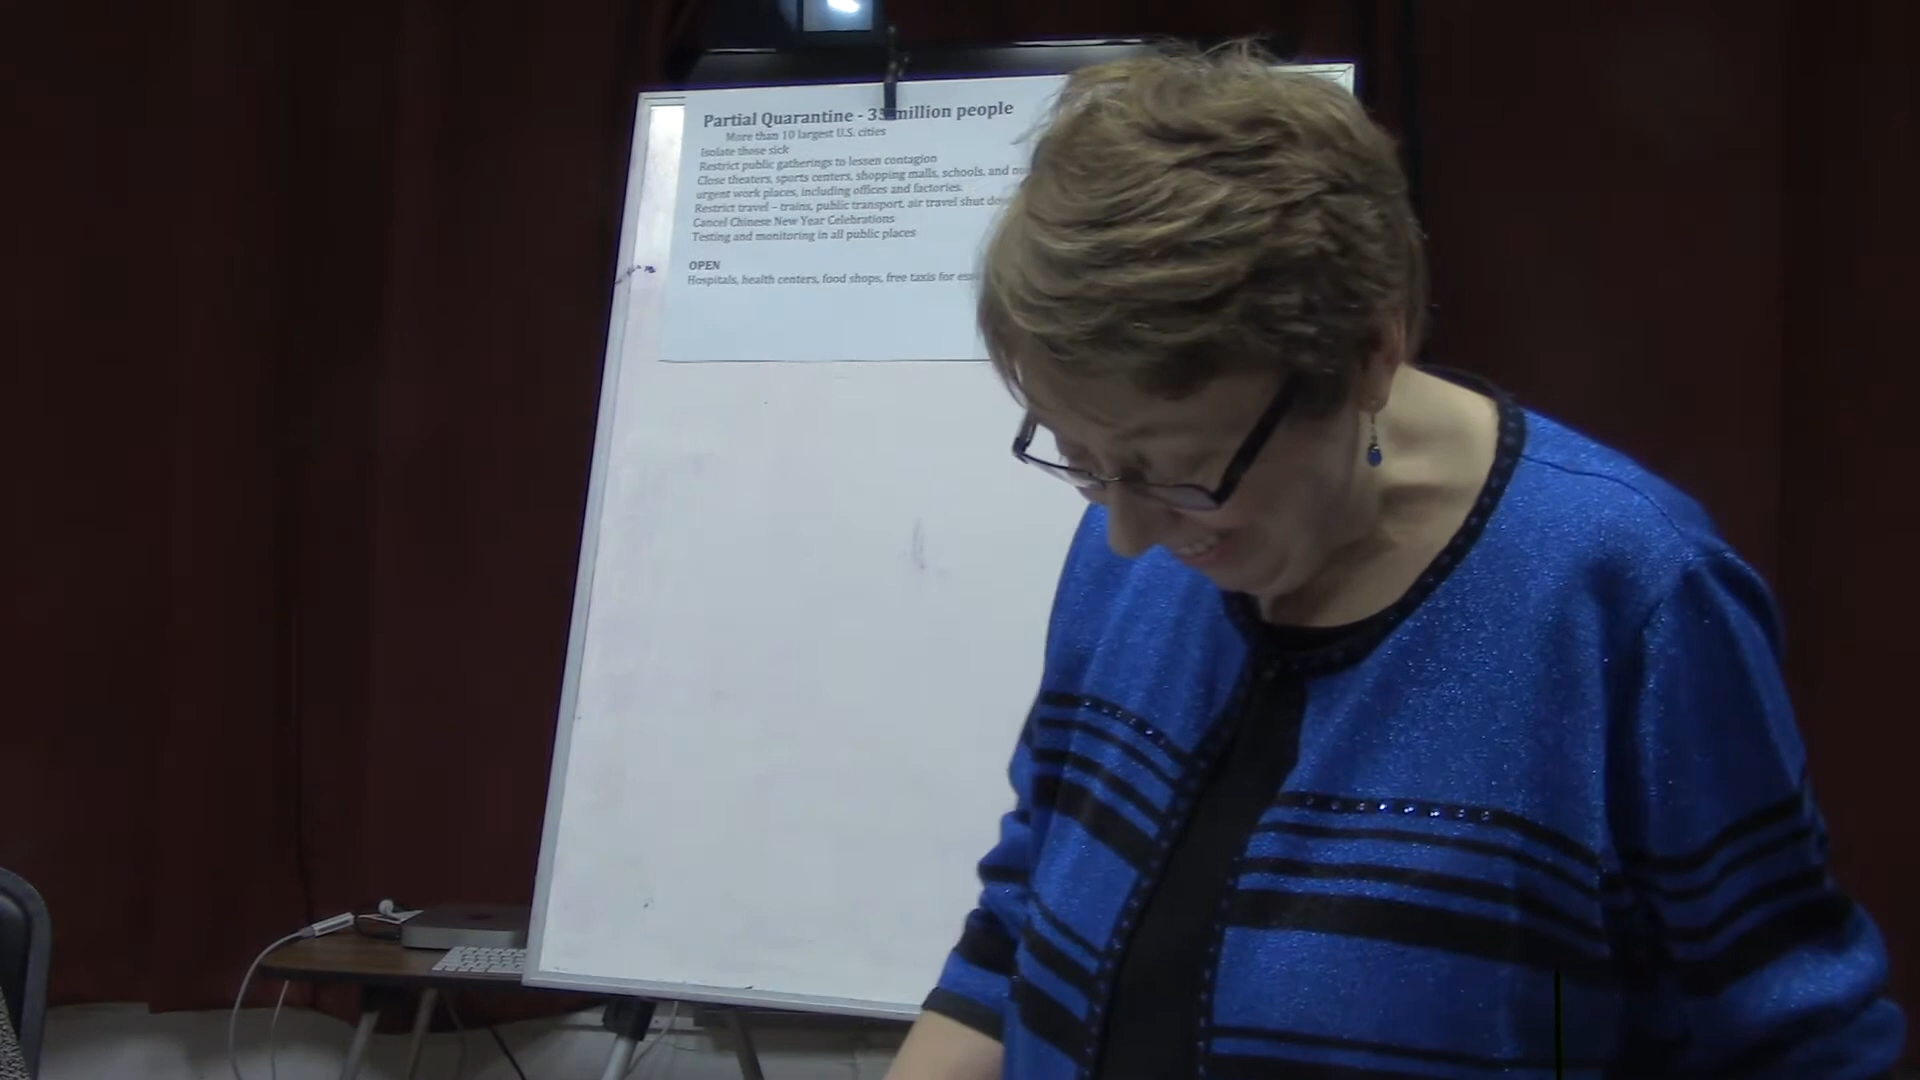 Partial Quarantine - 35 million people
More than 10 largest U.S. cities
Isolate those sick
Restrict public gatherings to lessen contagion
Close theaters, sports centers, shopping malls, schools, and
urgent work places, including offices and factories.
Restrict travel – trains, public transport, air travel shut
Cancel Chinese New Year Celebrations
Testing and monitoring in all public places
OPEN
Hospitals, health centers, food shops, free taxis for